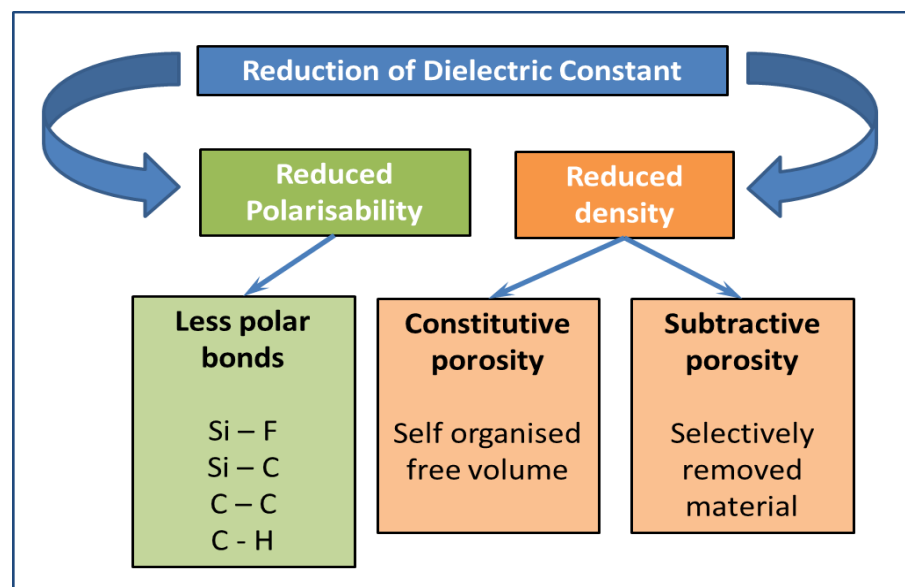 Reduction of Dielectric Constant
Reduced
Polarisability
Reduced
density
Less polar
bonds
Si – F
Si – C
C – C
C - H
Constitutive
porosity
Self organised
free volume
Subtractive
porosity
Selectively
removed
material